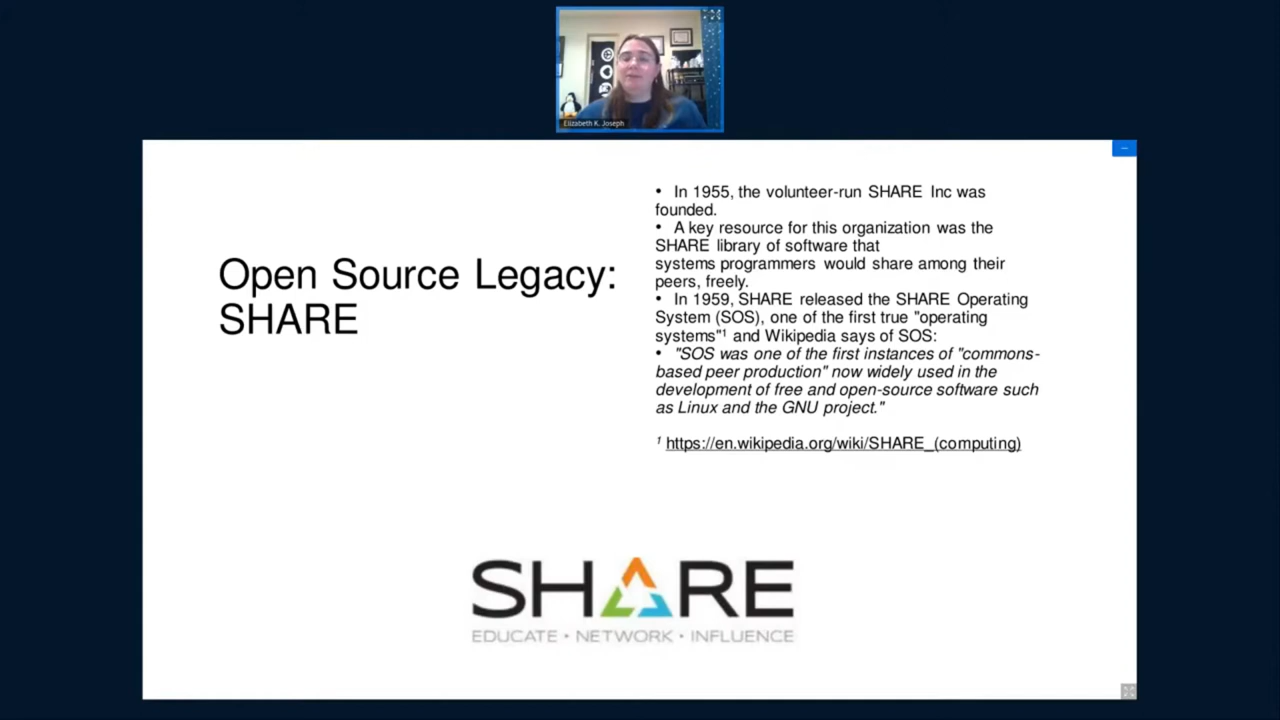 Elizabeth K. Joseph
Open Source Legacy:
SHARE
• In 1955, the volunteer-run SHARE Inc was
founded.
• A key resource for this organization was the
SHARE library of software that
systems programmers would share among their
peers, freely.
• In 1959, SHARE released the SHARE Operating
System (SOS), one of the first true "operating
systems"¹ and Wikipedia says of SOS:
• "SOS was one of the first instances of "commons-
based peer production" now widely used in the
development of free and open-source software such
as Linux and the GNU project."
¹ https://en.wikipedia.org/wiki/SHARE_(computing)
SHARE
EDUCATE • NETWORK • INFLUENCE